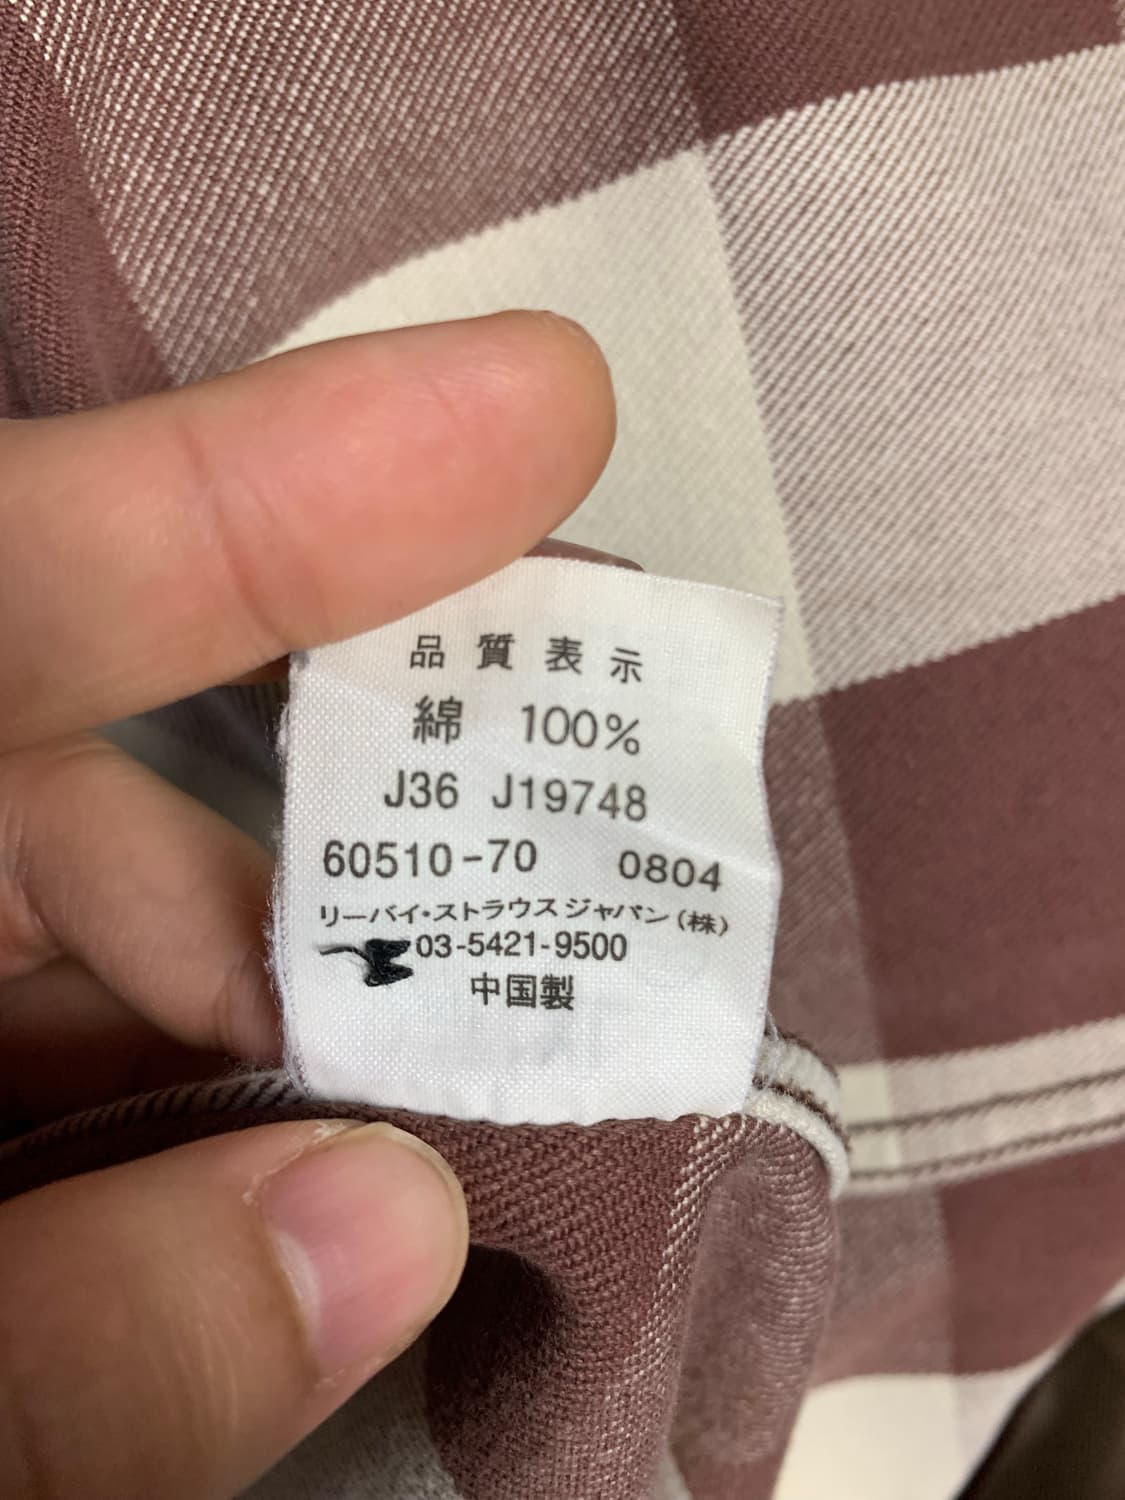 品質表示
綿 100%
J36 J19748
60510-70 0804
リーバイ・ストラウス ジャパン(株)
03-5421-9500
中国製